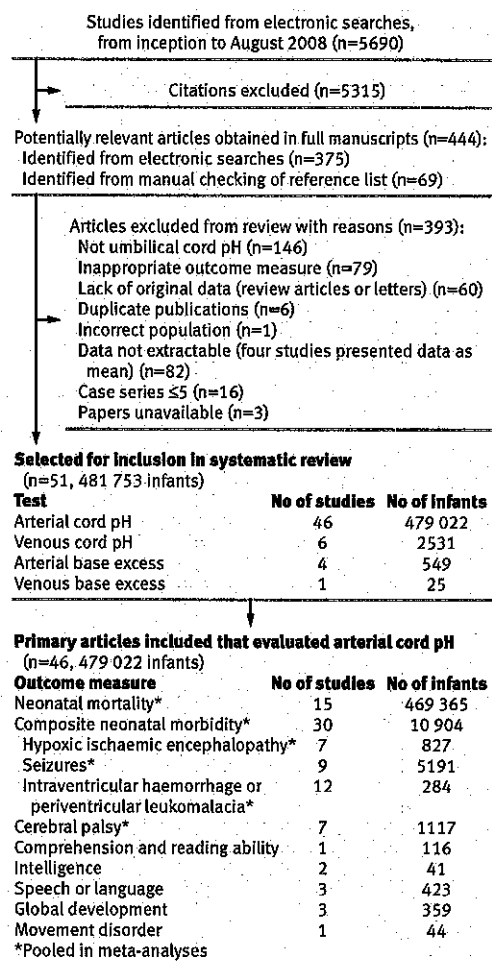 Studies identified from electronic searches,
from inception to August 2008 (n=5690)
Citations excluded (n=5315)
Potentially relevant articles obtained in full manuscripts (n=444):
Identified from electronic searches (n=375)
Identified from manual checking of reference list (n=69)
Articles excluded from review with reasons (n=393):
Not umbilical cord pH (n=146)
Inappropriate outcome measure (n=79)
Lack of original data (review articles or letters) (n=60)
Duplicate publications (n=6)
Incorrect population (n=1)
Data not extractable (four studies presented data as
mean) (n=82)
Case series ≤5 (n=16)
Papers unavailable (n=3)
Selected for inclusion in systematic review
(n=51, 481 753 infants)
Test No of studies No of infants
Arterial cord pH 46 479 022
Venous cord pH 6 2531
Arterial base excess 4 549
Venous base excess 1 25
Primary articles included that evaluated arterial cord pH
(n=46, 479 022 infants)
Outcome measure No of studies No of infants
Neonatal mortality* 15 469 365
Composite neonatal morbidity* 30 10 904
Hypoxic ischaemic encephalopathy* 7 827
Seizures* 9 5191
Intraventricular haemorrhage or 12 284
periventricular leukomalacia*
Cerebral palsy* 7 1117
Comprehension and reading ability 1 116
Intelligence 2 41
Speech or language 3 423
Global development 3 359
Movement disorder 1 44
*Pooled in meta-analyses